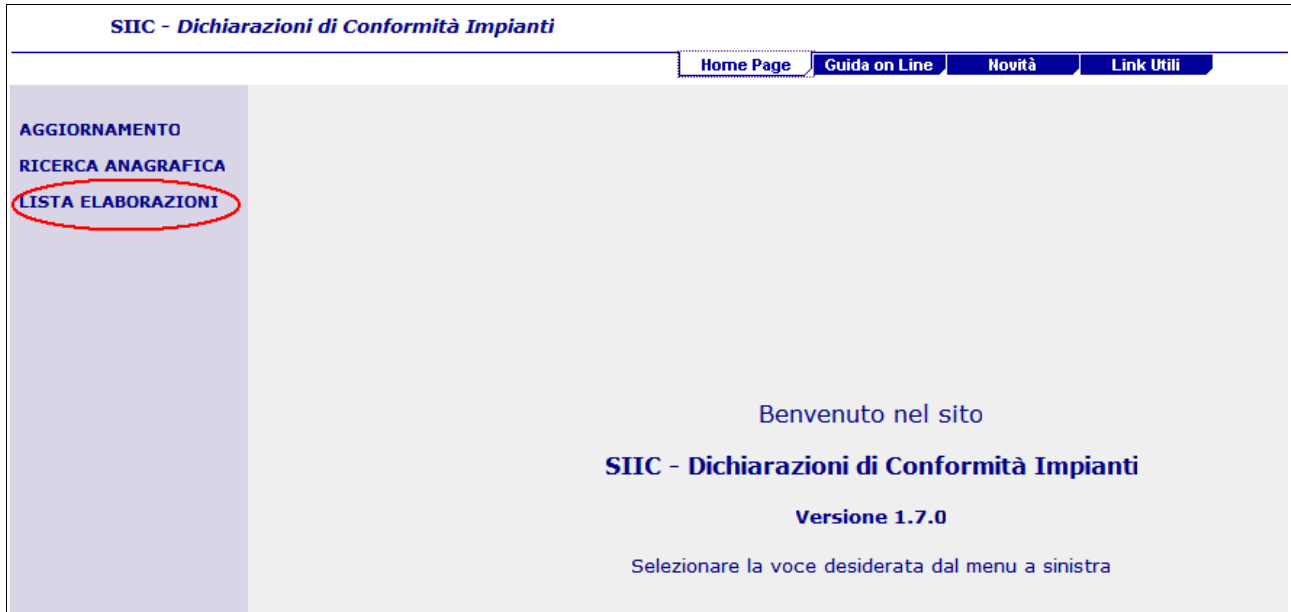 SIIC - Dichiarazioni di Conformità Impianti
Home Page Guida on Line Novità Link Utili
AGGIORNAMENTO
RICERCA ANAGRAFICA
LISTA ELABORAZIONI
Benvenuto nel sito
SIIC - Dichiarazioni di Conformità Impianti
Versione 1.7.0
Selezionare la voce desiderata dal menu a sinistra